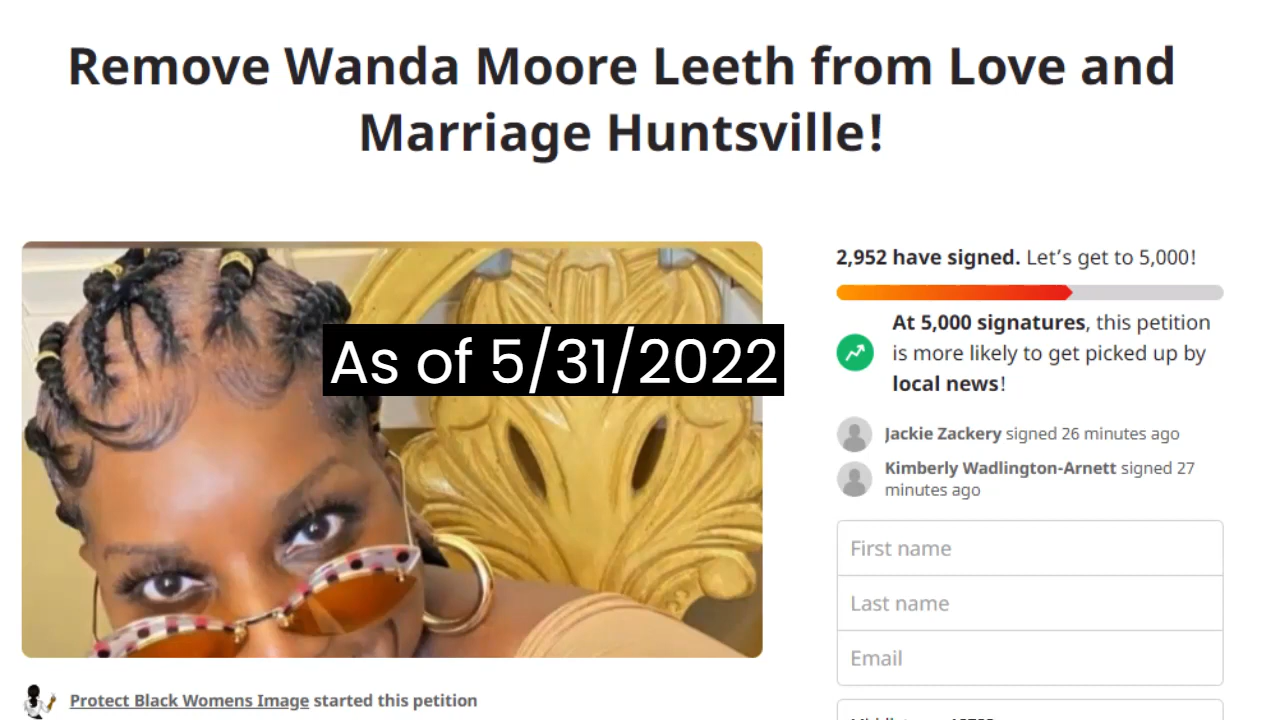 Remove Wanda Moore Leeth from Love and
Marriage Huntsville!
As of 5/31/2022
2,952 have signed. Let's get to 5,000!
At 5,000 signatures, this petition
is more likely to get picked up by
local news!
Jackie Zackery signed 26 minutes ago
Kimberly Wadlington-Arnett signed 27
minutes ago
First name
Last name
Email
Protect Black Womens Image started this petition